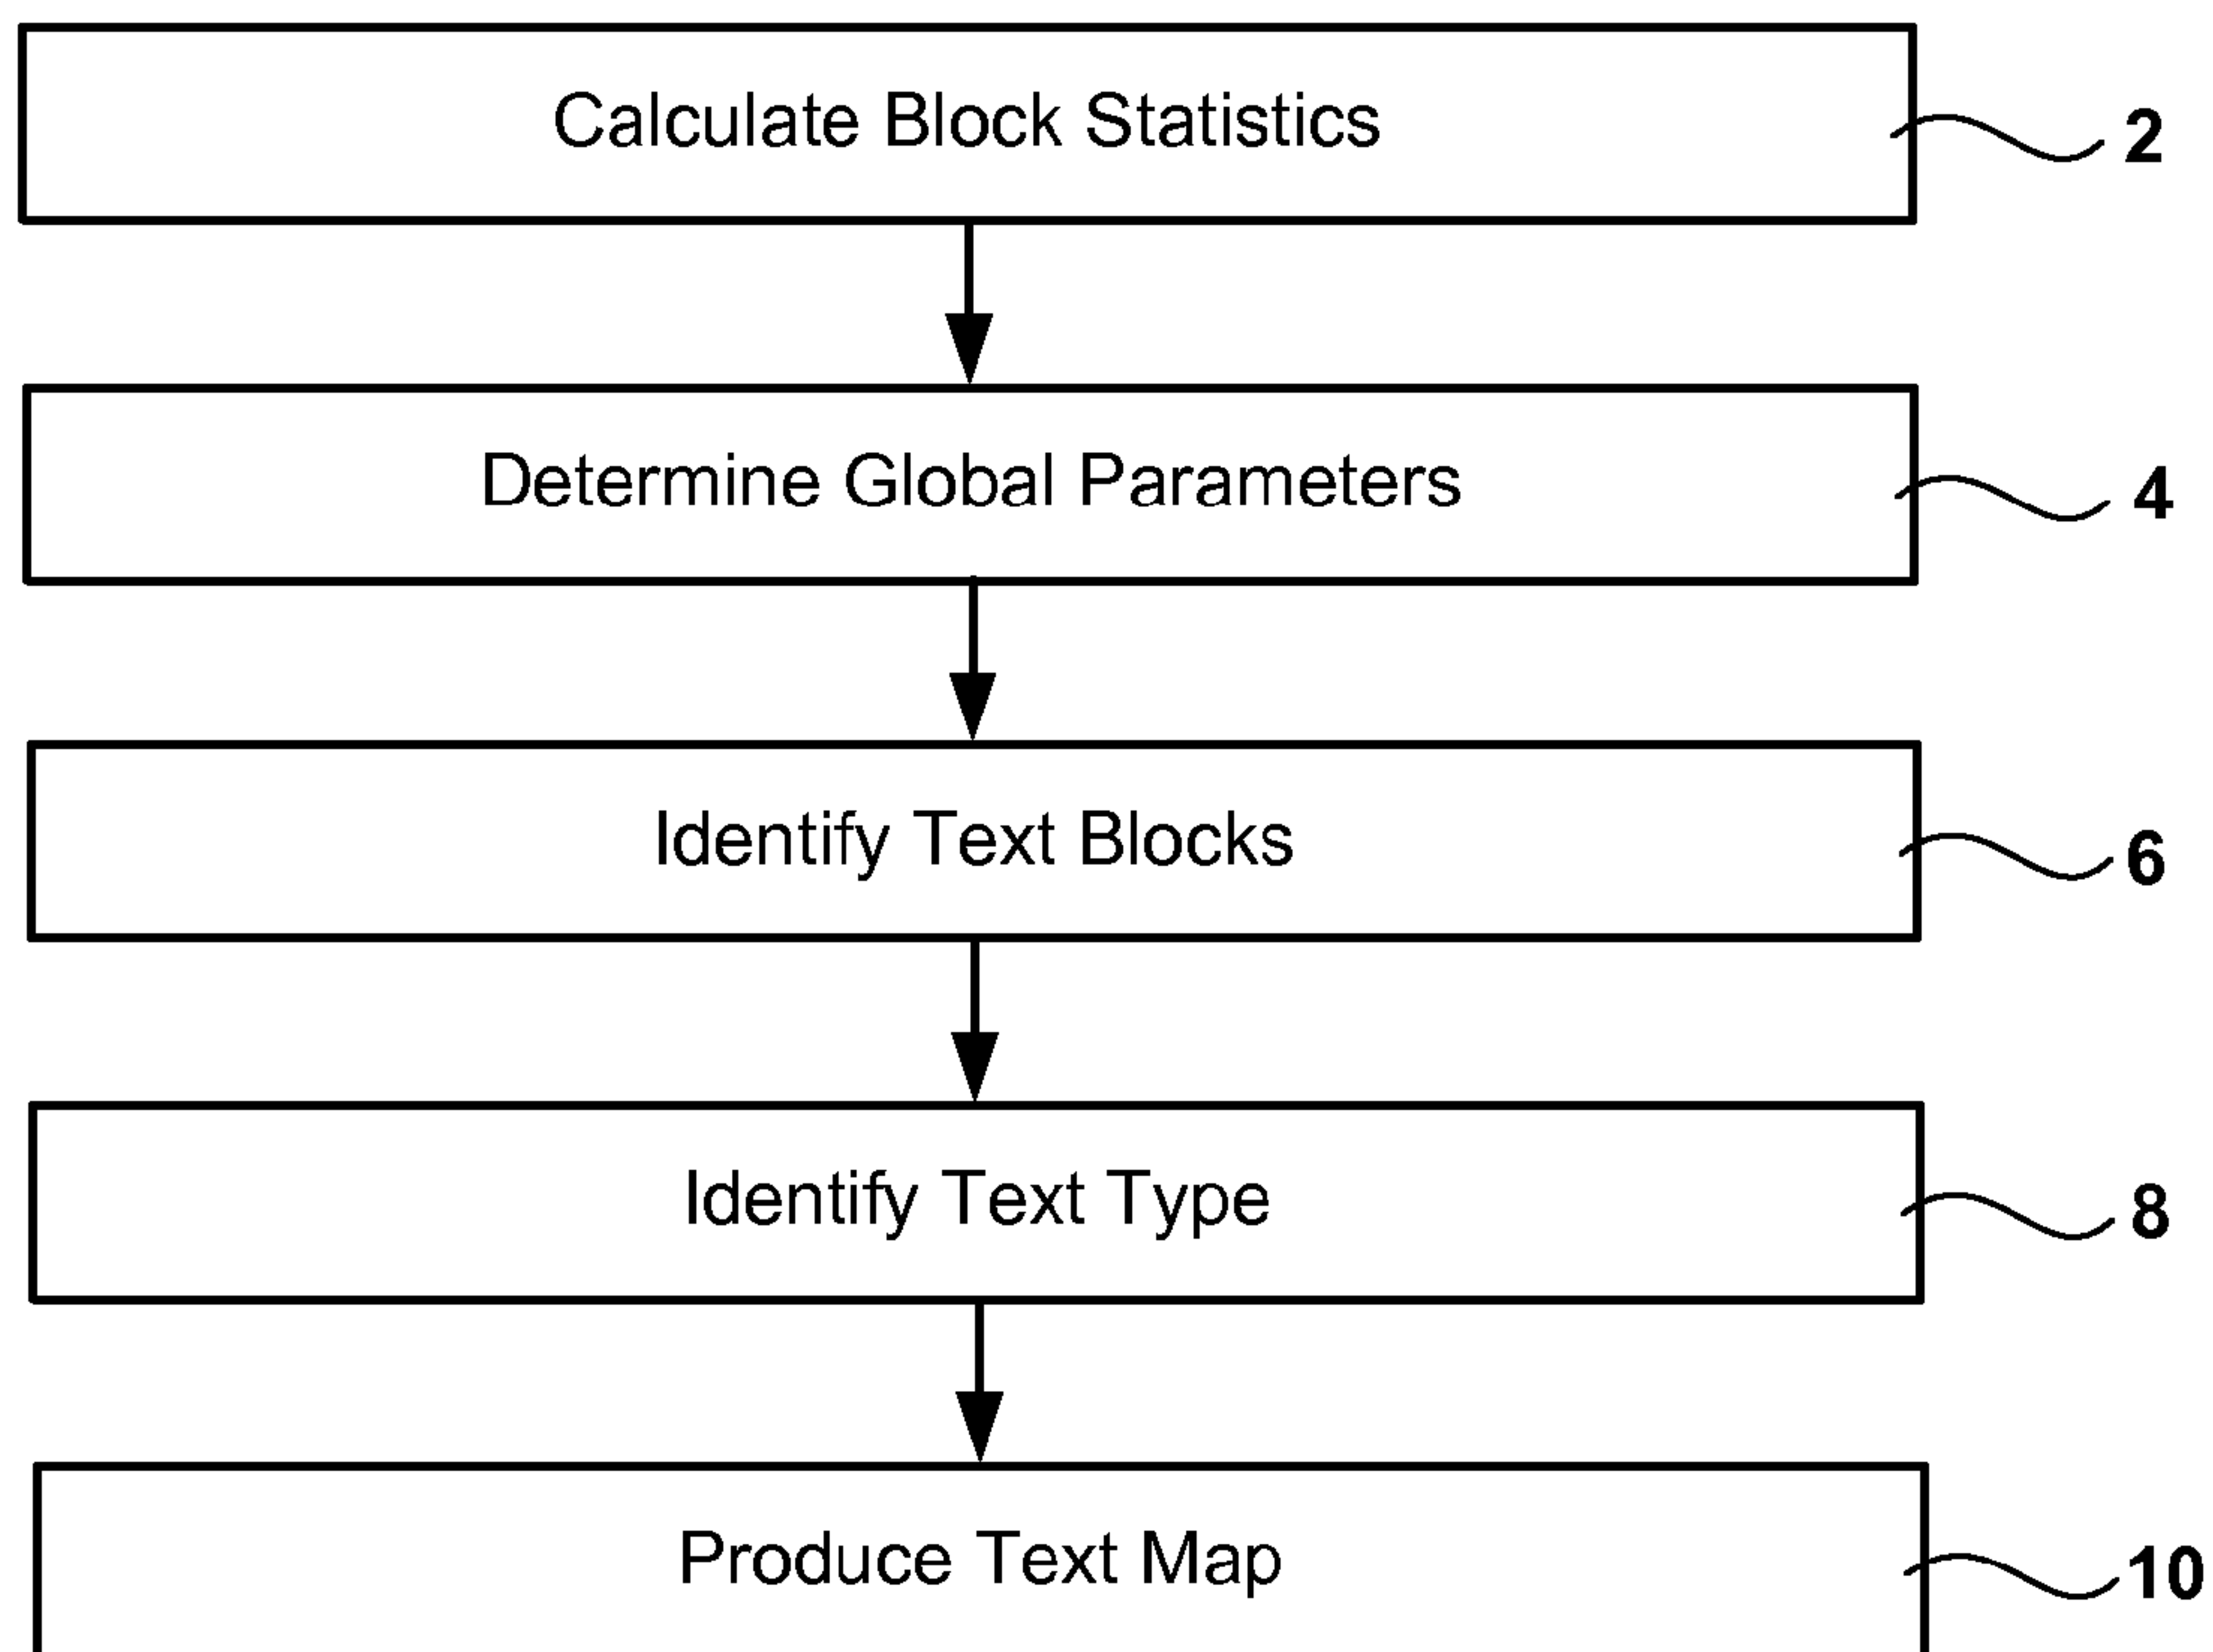 Calculate Block Statistics
2
Determine Global Parameters
4
Identify Text Blocks
6
Identify Text Type
8
Produce Text Map
10